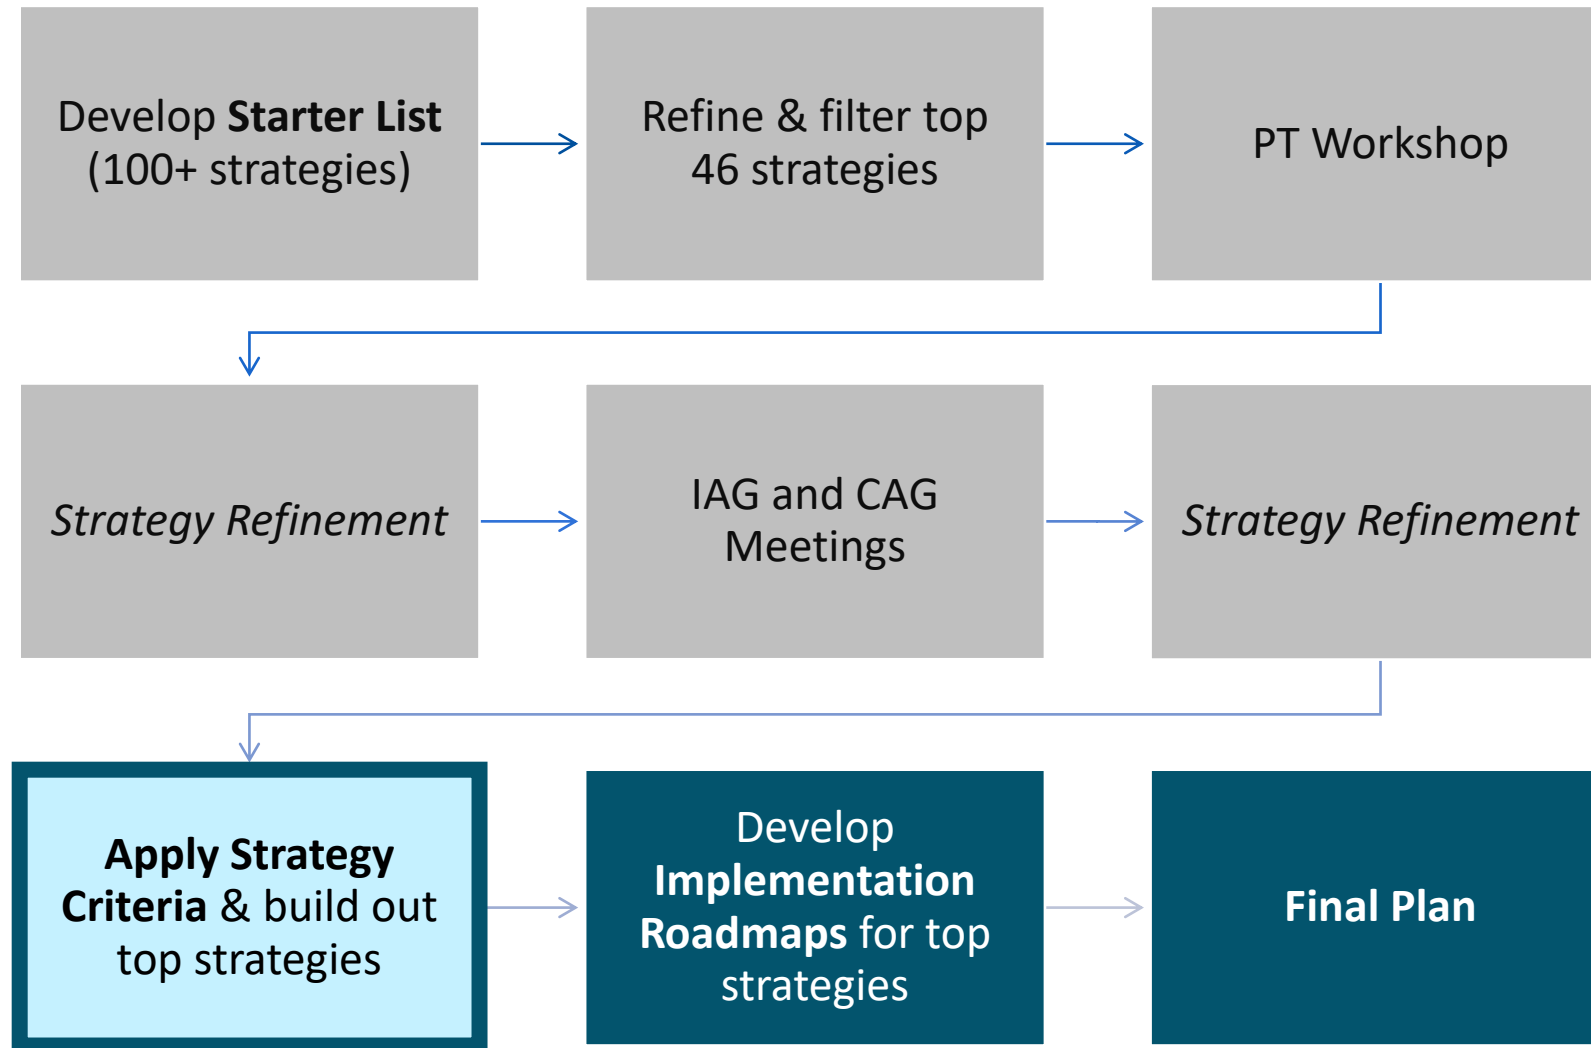 Develop Starter List
(100+ strategies)
Refine & filter top
46 strategies
PT Workshop
Strategy Refinement
IAG and CAG
Meetings
Strategy Refinement
Apply Strategy
Criteria & build out
top strategies
Develop
Implementation
Roadmaps for top
strategies
Final Plan